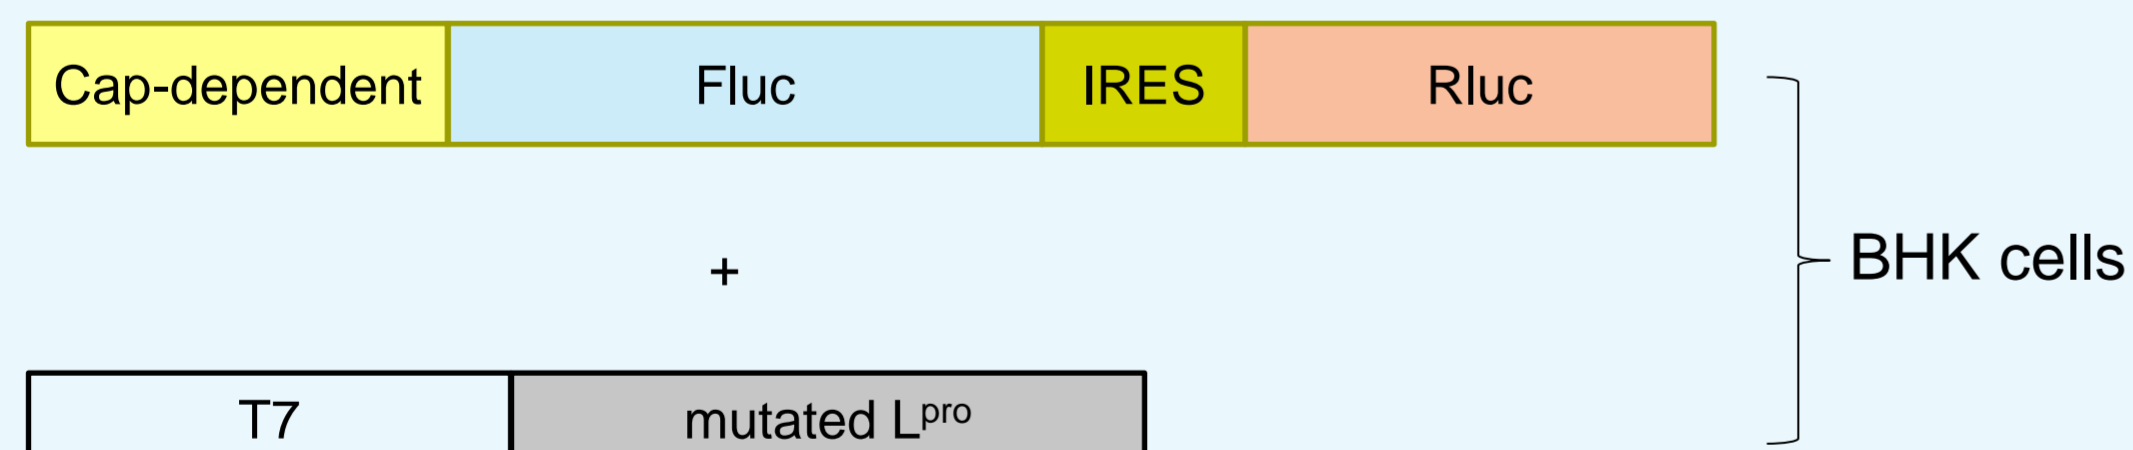 Cap-dependent Fluc IRES Rluc
+
BHK cells
T7 mutated Lpro